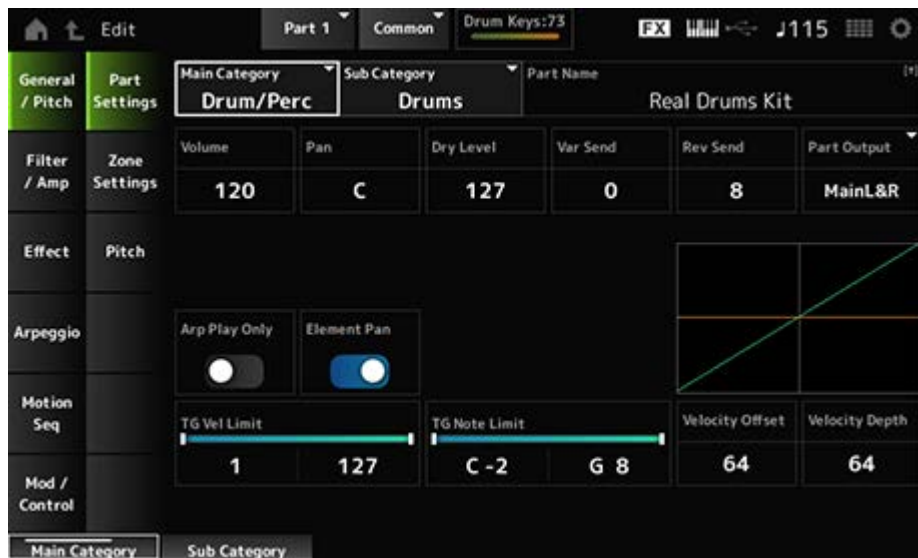 Edit
Part 1
Common
Drum Keys:73
FX
♩115
General
/ Pitch
Part
Settings
Main Category
Drum/Perc
Sub Category
Drums
Part Name
Real Drums Kit
Filter
/ Amp
Zone
Settings
Volume
120
Pan
C
Dry Level
127
Var Send
0
Rev Send
8
Part Output
MainL&R
Effect
Pitch
Arpeggio
Arp Play Only
Element Pan
Motion
Seq
TG Vel Limit
1 127
TG Note Limit
C -2 G 8
Velocity Offset
64
Velocity Depth
64
Mod /
Control
Main Category
Sub Category